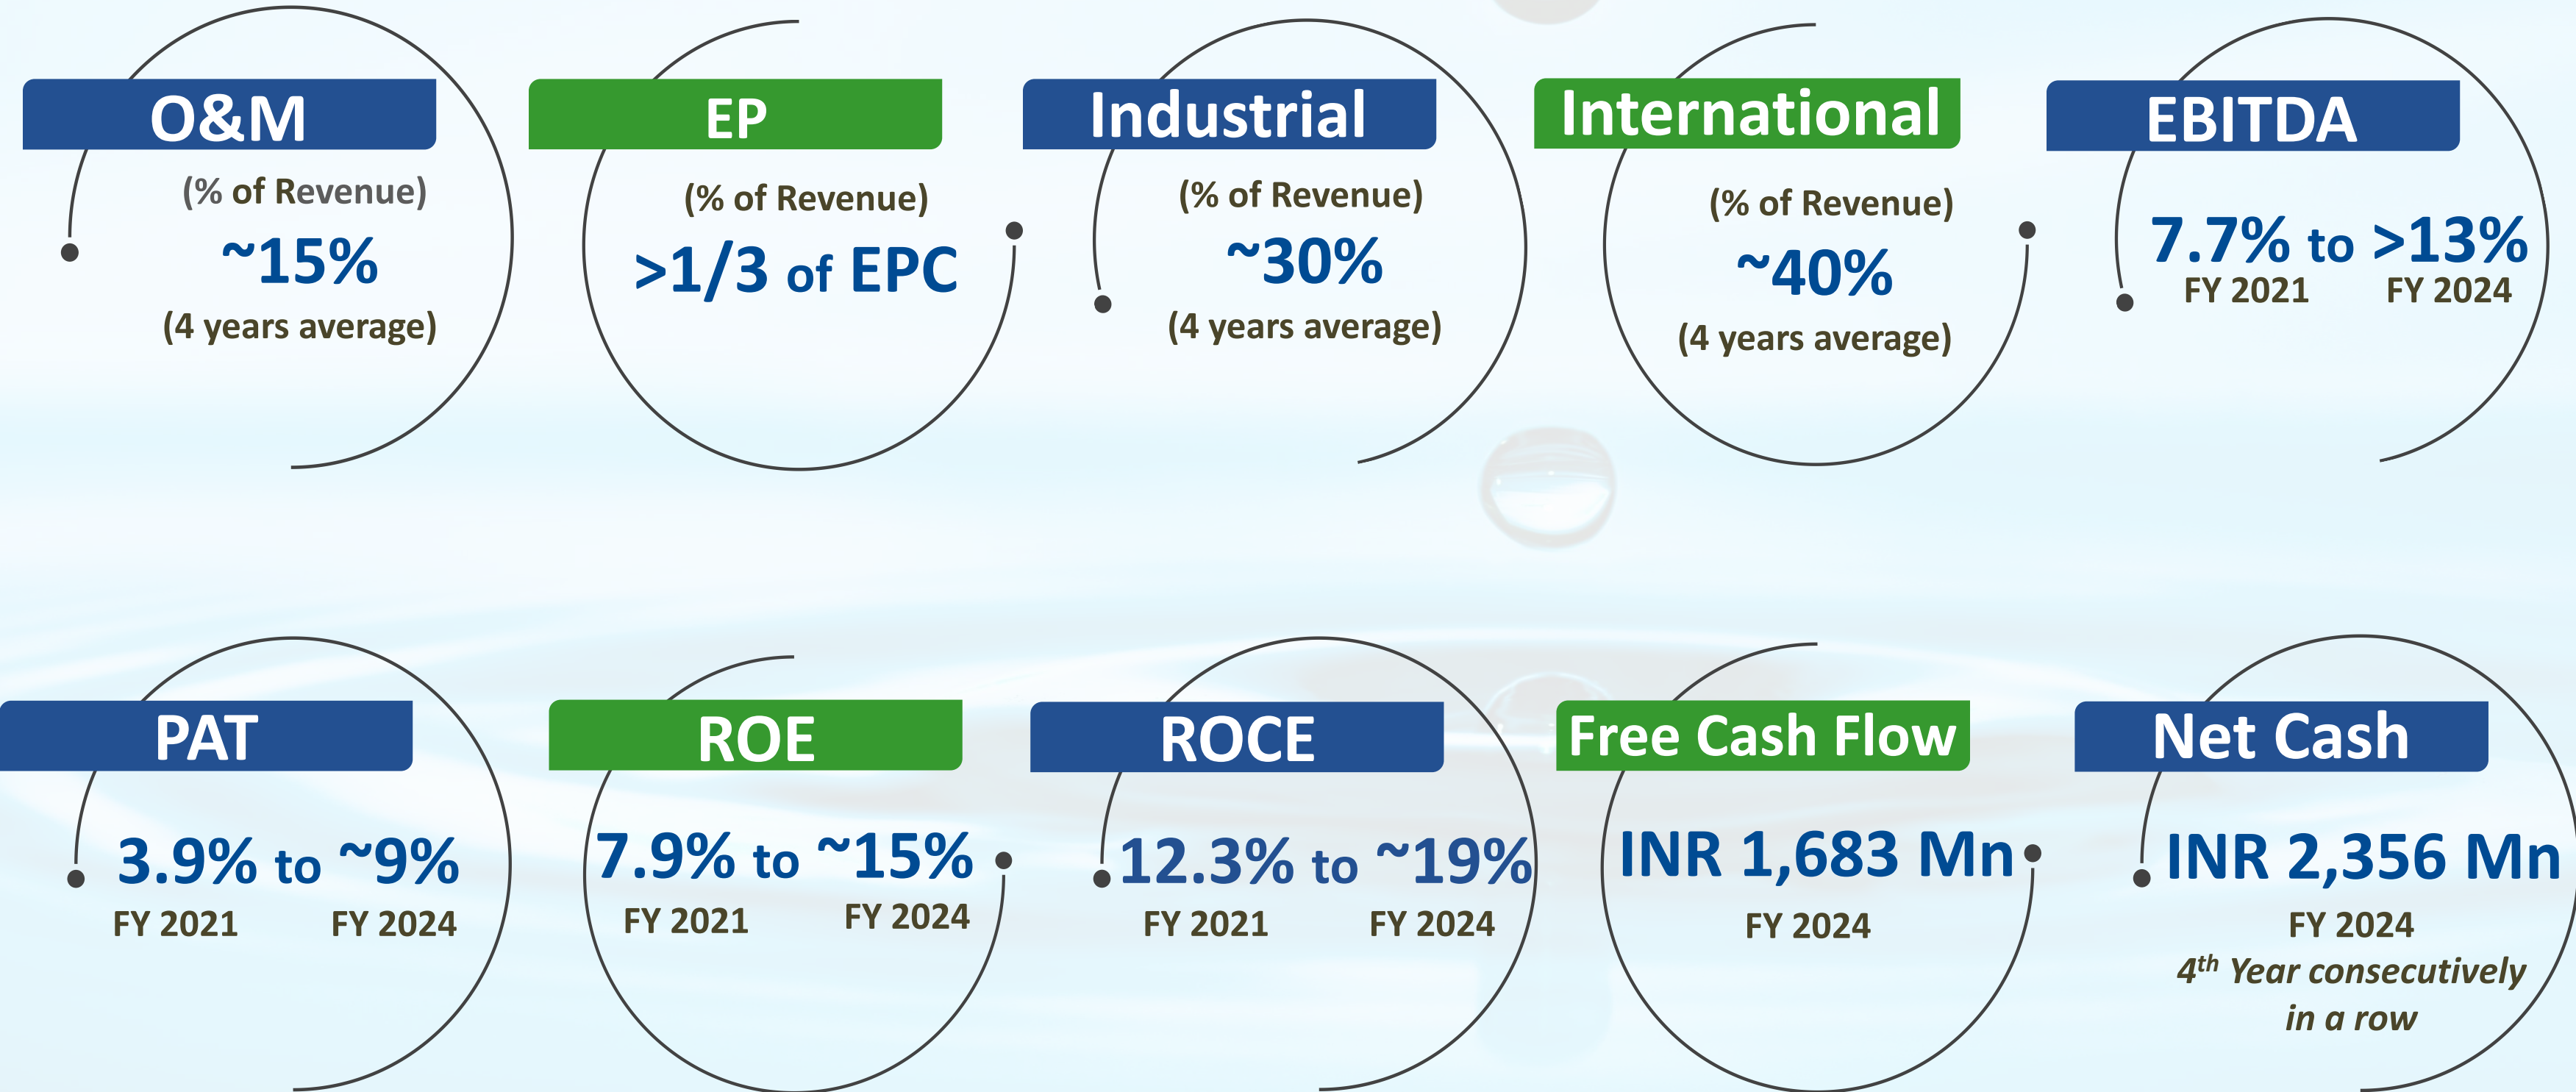 O&M
(% of Revenue)
~15%
(4 years average)
EP
(% of Revenue)
>1/3 of EPC
Industrial
(% of Revenue)
~30%
(4 years average)
International
(% of Revenue)
~40%
(4 years average)
EBITDA
7.7% to >13%
FY 2021 FY 2024
PAT
3.9% to ~9%
FY 2021 FY 2024
ROE
7.9% to ~15%
FY 2021 FY 2024
ROCE
12.3% to ~19%
FY 2021 FY 2024
Free Cash Flow
INR 1,683 Mn
FY 2024
Net Cash
INR 2,356 Mn
FY 2024
4th Year consecutively
in a row